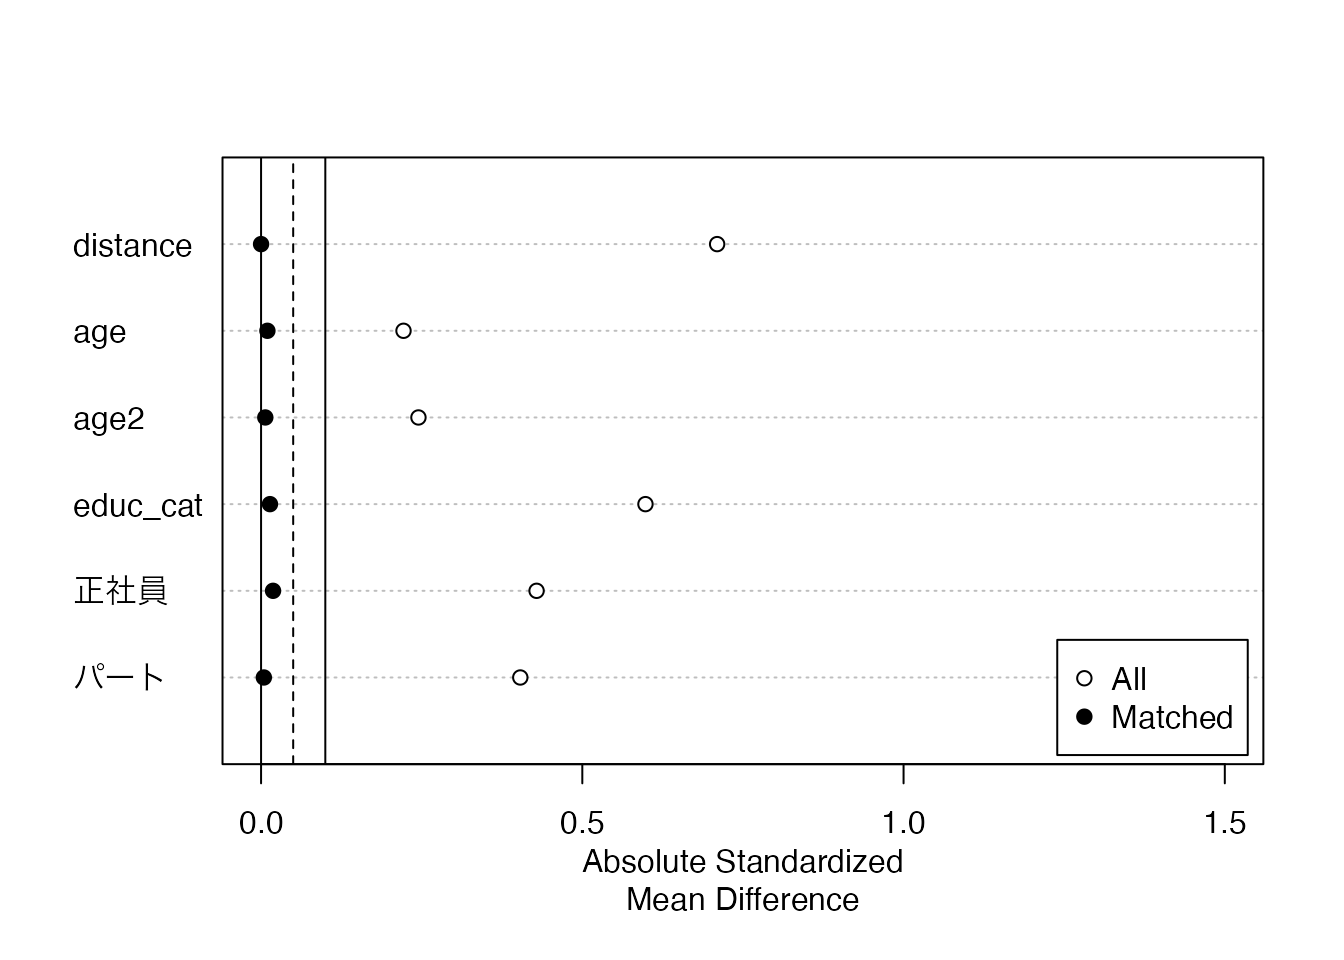 distance
age
age2
educ_cat
正社員
パート
All
Matched
0.0 0.5 1.0 1.5
Absolute Standardized
Mean Difference